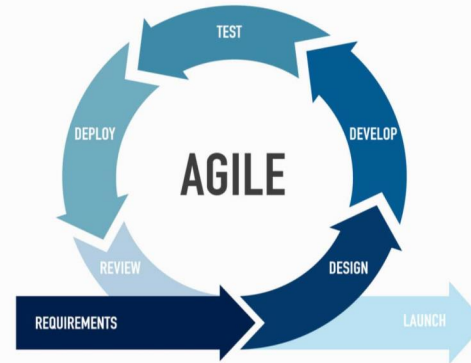 TEST
DEPLOY
DEVELOP
AGILE
REVIEW
DESIGN
REQUIREMENTS
LAUNCH